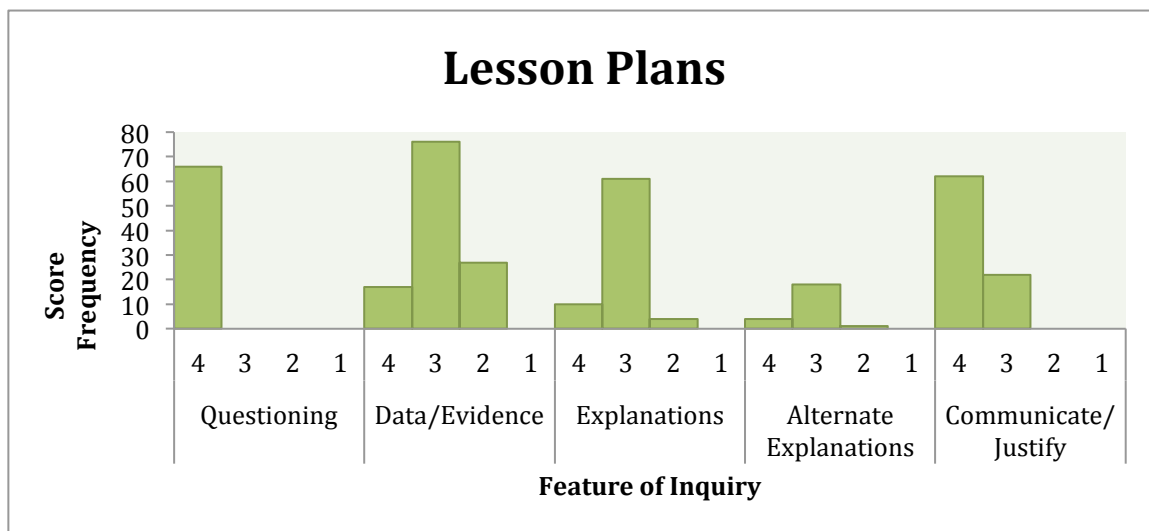 Lesson Plans
80
70
60
50
40
30
20
10
0
Score
Frequency
4 3 2 1 4 3 2 1 4 3 2 1 4 3 2 1 4 3 2 1
Questioning Data/Evidence Explanations Alternate Explanations Communicate/ Justify
Feature of Inquiry